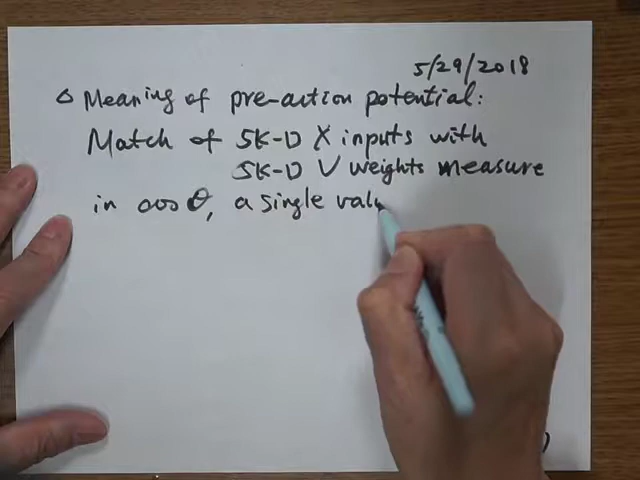 5/29/2018
△ Meaning of pre-action potential:
Match of 5K-D X inputs with
5K-D V weights measure
in cos θ, a single valu